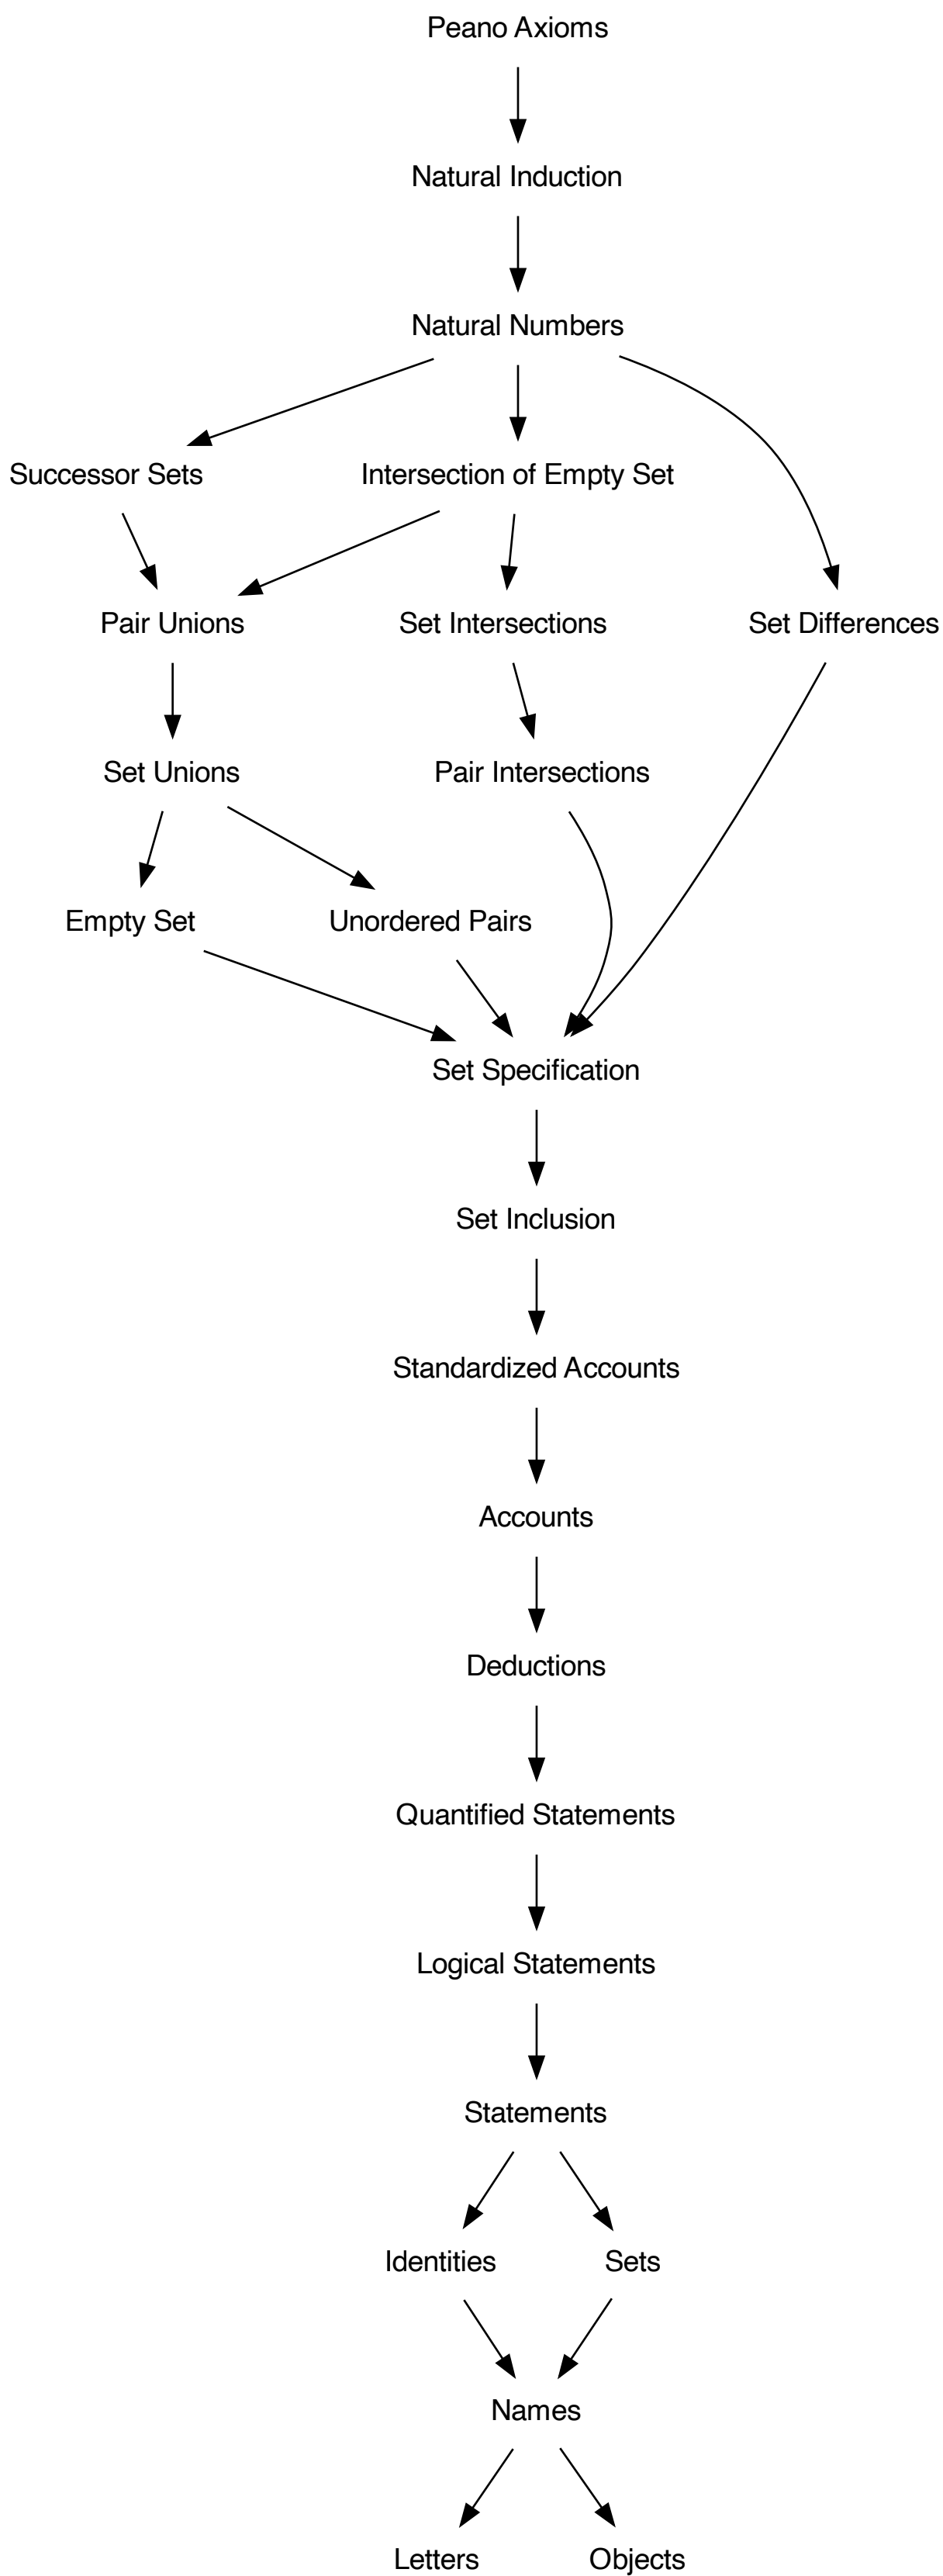 Peano Axioms
Natural Induction
Natural Numbers
Successor Sets
Intersection of Empty Set
Pair Unions
Set Intersections
Set Differences
Set Unions
Pair Intersections
Empty Set
Unordered Pairs
Set Specification
Set Inclusion
Standardized Accounts
Accounts
Deductions
Quantified Statements
Logical Statements
Statements
Identities
Sets
Names
Letters
Objects